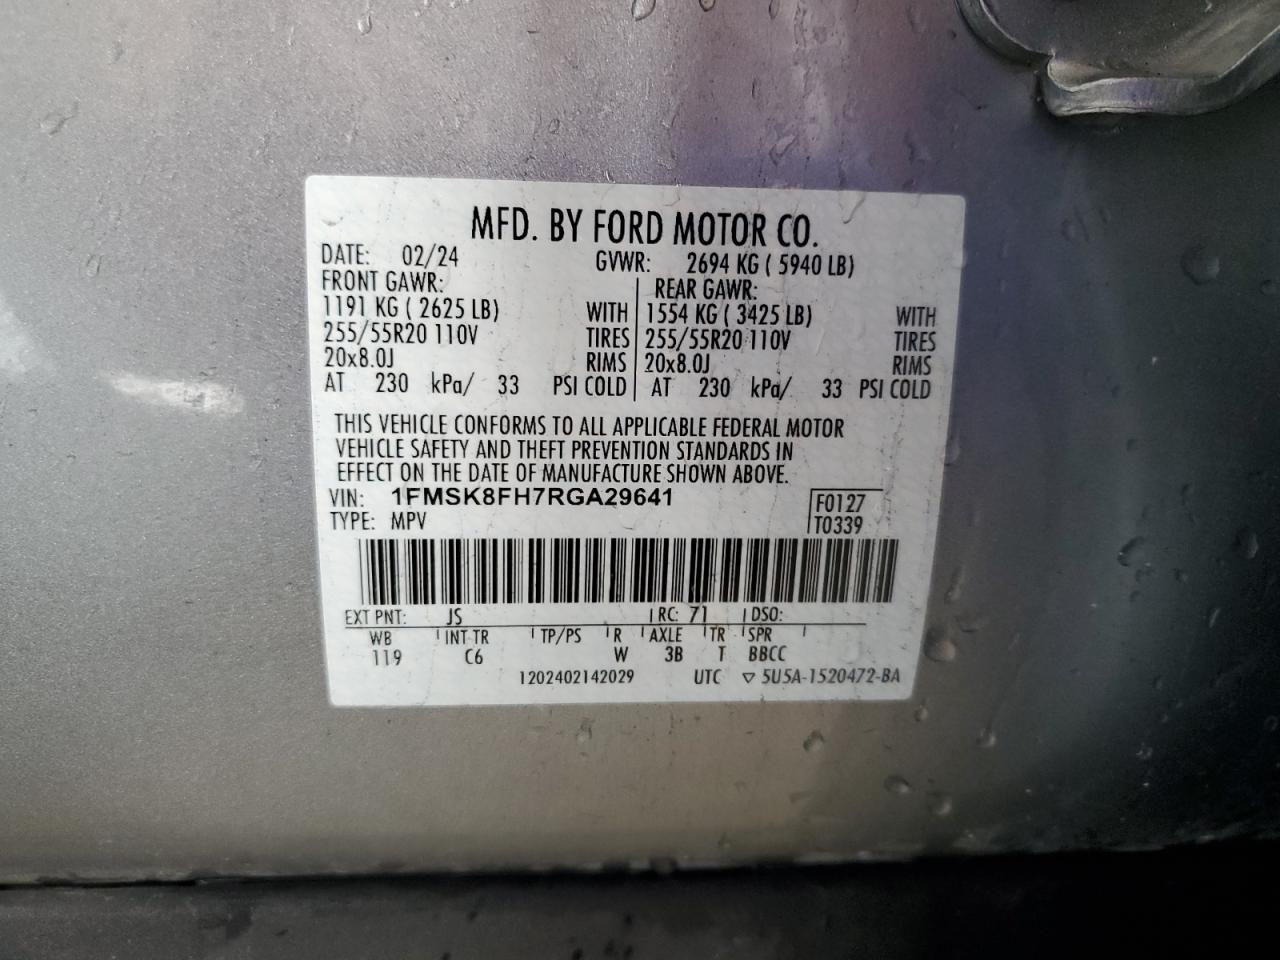 MFD. BY FORD MOTOR CO.
DATE: 02/24 GVWR: 2694 KG ( 5940 LB)
FRONT GAWR: REAR GAWR:
1191 KG ( 2625 LB) WITH 1554 KG ( 3425 LB) WITH
255/55R20 110V TIRES 255/55R20 110V TIRES
20x8.0J RIMS 20x8.0J RIMS
AT 230 kPa/ 33 PSI COLD AT 230 kPa/ 33 PSI COLD
THIS VEHICLE CONFORMS TO ALL APPLICABLE FEDERAL MOTOR
VEHICLE SAFETY AND THEFT PREVENTION STANDARDS IN
EFFECT ON THE DATE OF MANUFACTURE SHOWN ABOVE.
VIN: 1FMSK8FH7RGA29641 F0127
TYPE: MPV T0339
EXT PNT: JS RC: 71 DSO:
WB INT TR TP/PS R AXLE TR SPR
119 C6 W 3B T BBCC
1202402142029 UTC ▽ 5U5A-1520472-BA